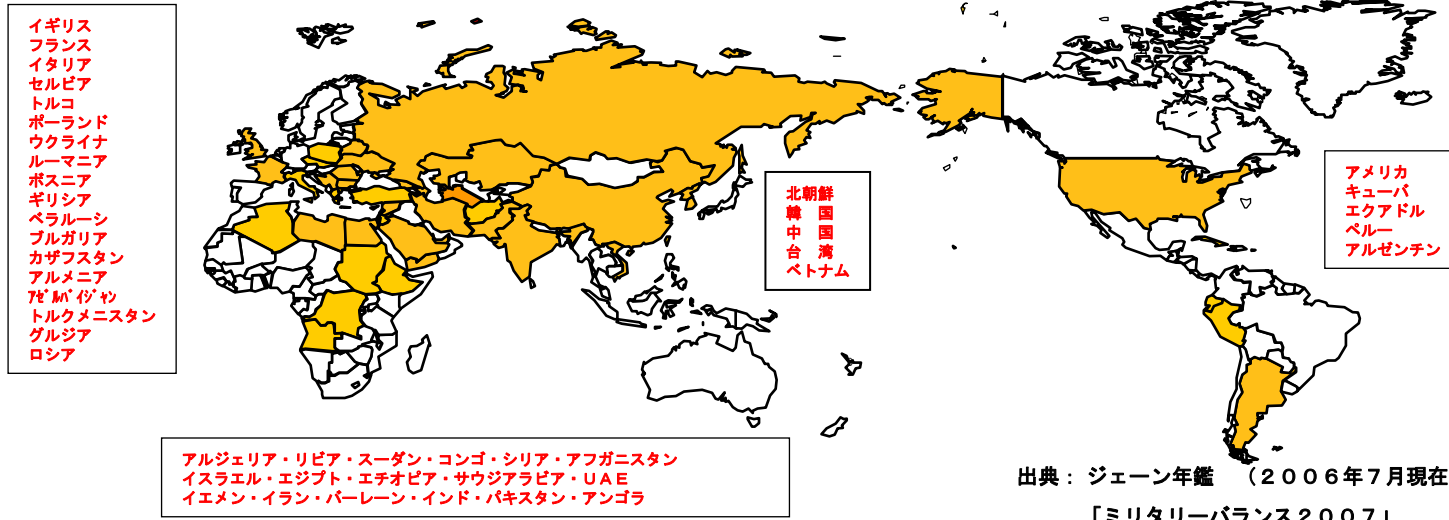 イギリス
フランス
イタリア
セルビア
トルコ
ポーランド
ウクライナ
ルーマニア
ボスニア
ギリシア
ベラルーシ
ブルガリア
カザフスタン
アルメニア
アゼルバイジャン
トルクメニスタン
グルジア
ロシア
北朝鮮
韓　国
中　国
台　湾
ベトナム
アメリカ
キューバ
エクアドル
ペルー
アルゼンチン
アルジェリア・リビア・スーダン・コンゴ・シリア・アフガニスタン
イスラエル・エジプト・エチオピア・サウジアラビア・UAE
イエメン・イラン・バーレーン・インド・パキスタン・アンゴラ
出典： ジェーン年鑑　（２００６年７月現在
「ミリタリーバランス２００７」